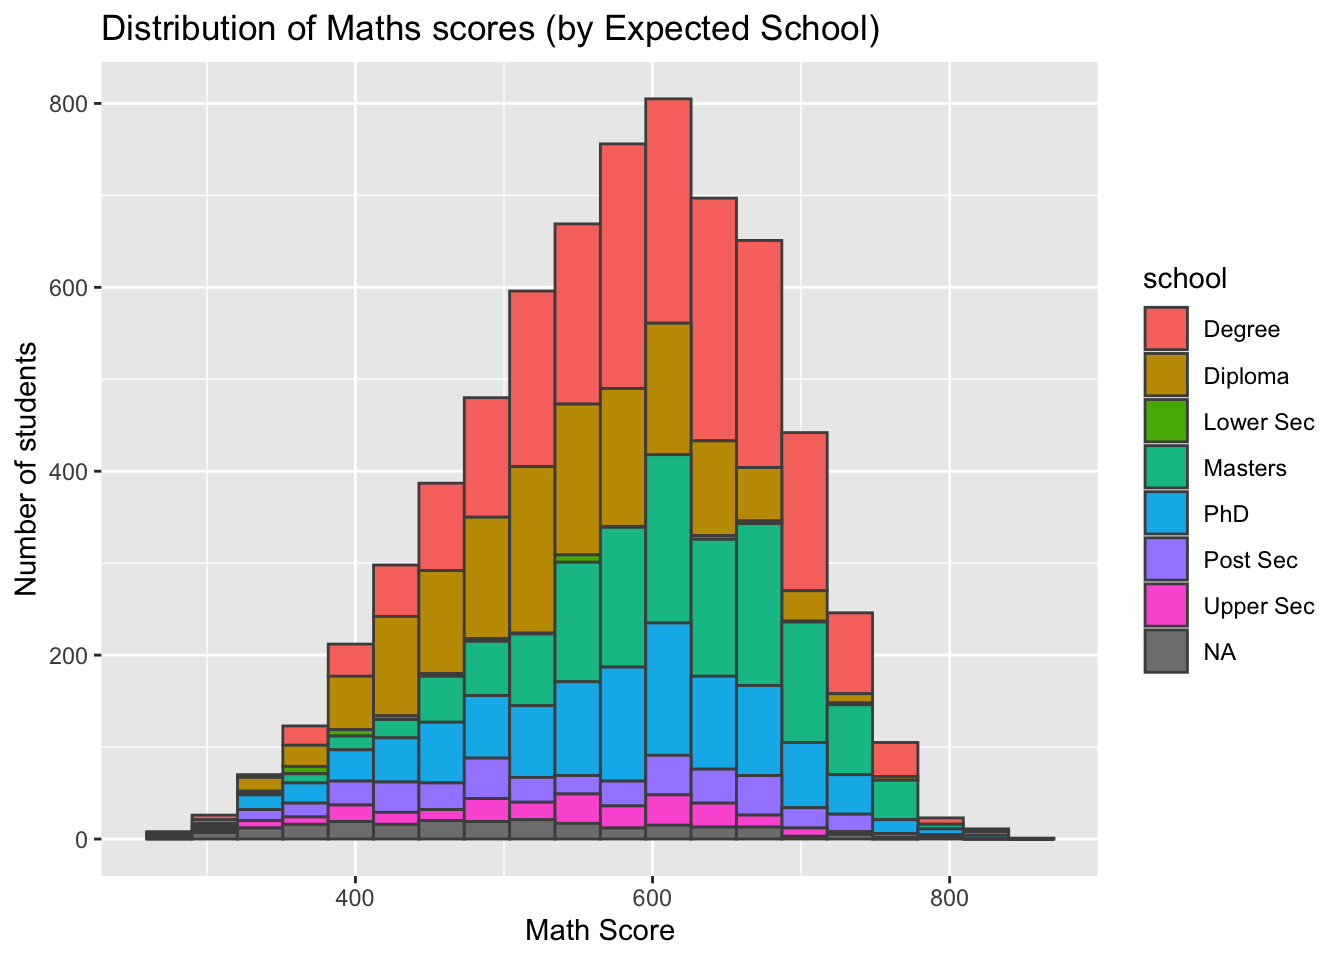 Distribution of Maths scores (by Expected School)
800
600
400
200
0
Number of students
400 600 800
Math Score
school
Degree
Diploma
Lower Sec
Masters
PhD
Post Sec
Upper Sec
NA